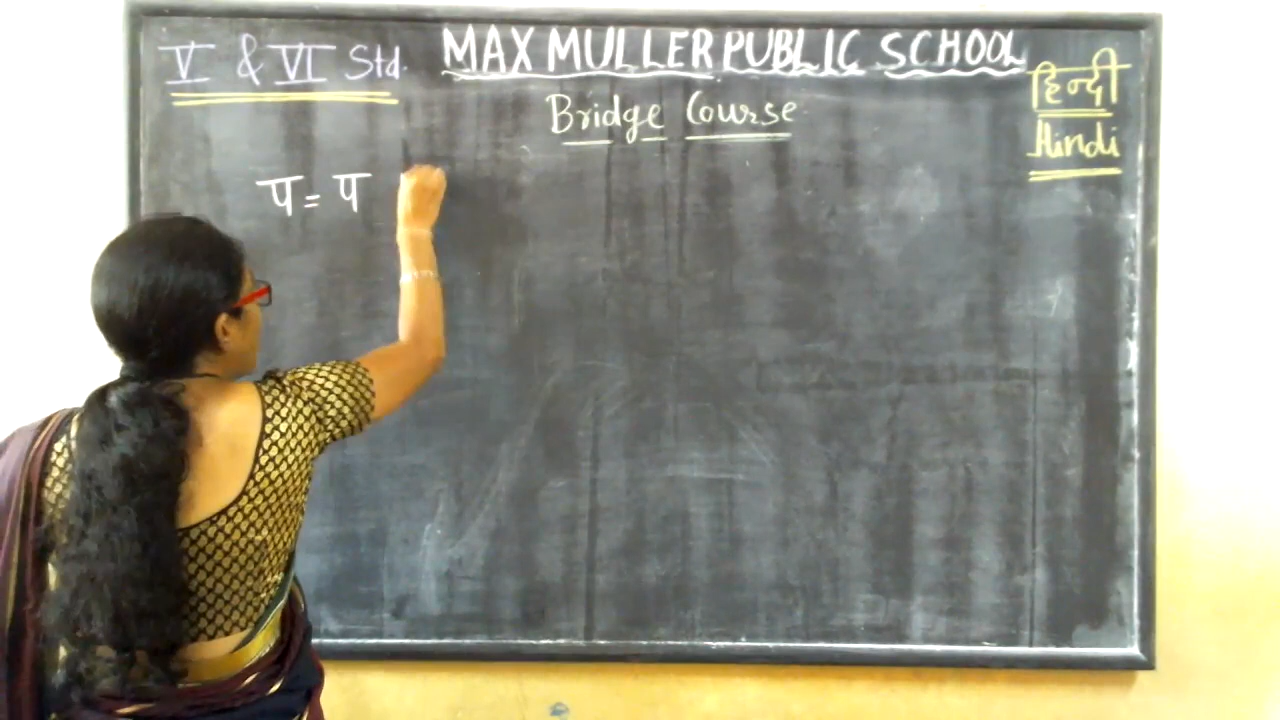 V & VI Std.
MAX MULLER PUBLIC SCHOOL
Bridge Course
हिन्दी
Hindi
प = प